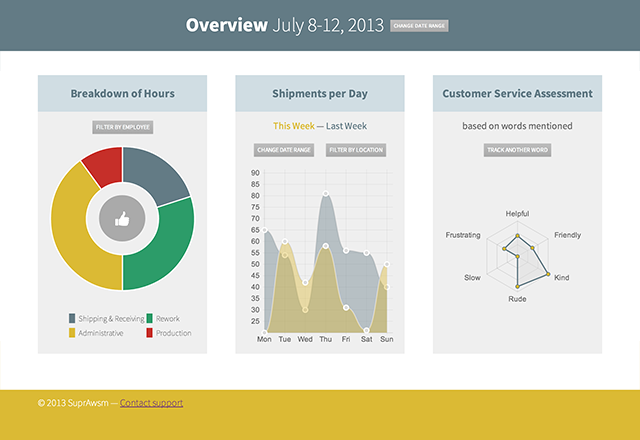 Overview July 8-12, 2013 CHANGE DATE RANGE
Breakdown of Hours
FILTER BY EMPLOYEE
Shipping & Receiving Rework
Administrative Production
Shipments per Day
This Week — Last Week
CHANGE DATE RANGE FILTER BY LOCATION
90
85
80
75
70
65
60
55
50
45
40
35
30
25
Mon Tue Wed Thu Fri Sat Sun
Customer Service Assessment
based on words mentioned
TRACK ANOTHER WORD
Helpful
Frustrating Friendly
Slow Kind
Rude
© 2013 SuprAwsm — Contact support